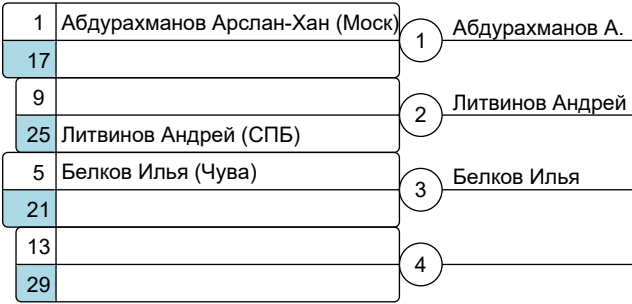 1 Абдурахманов Арслан-Хан (Моск)
1 Абдурахманов А.
17
9
2 Литвинов Андрей
25 Литвинов Андрей (СПБ)
5 Белков Илья (Чува)
3 Белков Илья
21
13
4
29